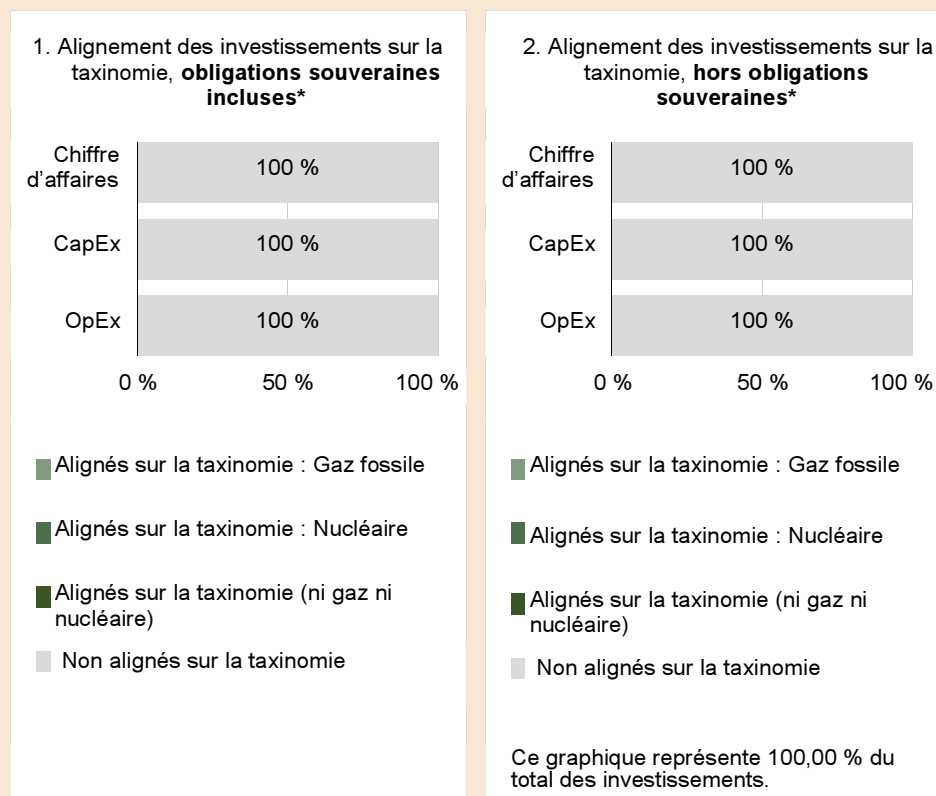 1. Alignement des investissements sur la
taxinomie, obligations souveraines
incluses*
Chiffre
d’affaires
100 %
CapEx
100 %
OpEx
100 %
0 %
50 %
100 %
Alignés sur la taxinomie : Gaz fossile
Alignés sur la taxinomie : Nucléaire
Alignés sur la taxinomie (ni gaz ni
nucléaire)
Non alignés sur la taxinomie
2. Alignement des investissements sur la
taxinomie, hors obligations
souveraines*
Chiffre
d’affaires
100 %
CapEx
100 %
OpEx
100 %
0 %
50 %
100 %
Alignés sur la taxinomie : Gaz fossile
Alignés sur la taxinomie : Nucléaire
Alignés sur la taxinomie (ni gaz ni
nucléaire)
Non alignés sur la taxinomie
Ce graphique représente 100,00 % du
total des investissements.